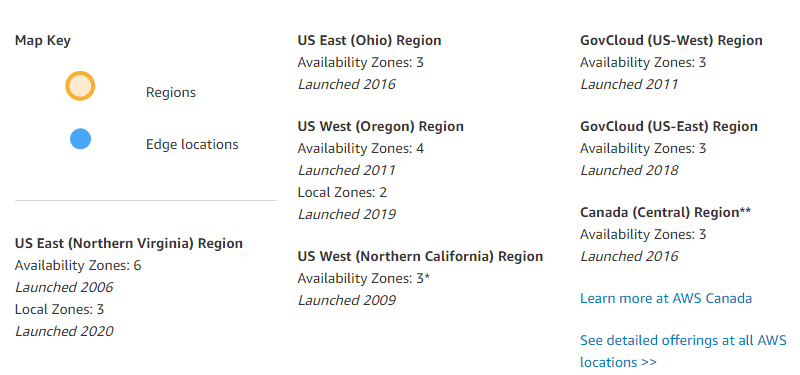 Map Key
Regions
Edge locations
US East (Northern Virginia) Region
Availability Zones: 6
Launched 2006
Local Zones: 3
Launched 2020
US East (Ohio) Region
Availability Zones: 3
Launched 2016
US West (Oregon) Region
Availability Zones: 4
Launched 2011
Local Zones: 2
Launched 2019
US West (Northern California) Region
Availability Zones: 3*
Launched 2009
GovCloud (US-West) Region
Availability Zones: 3
Launched 2011
GovCloud (US-East) Region
Availability Zones: 3
Launched 2018
Canada (Central) Region**
Availability Zones: 3
Launched 2016
Learn more at AWS Canada
See detailed offerings at all AWS
locations >>